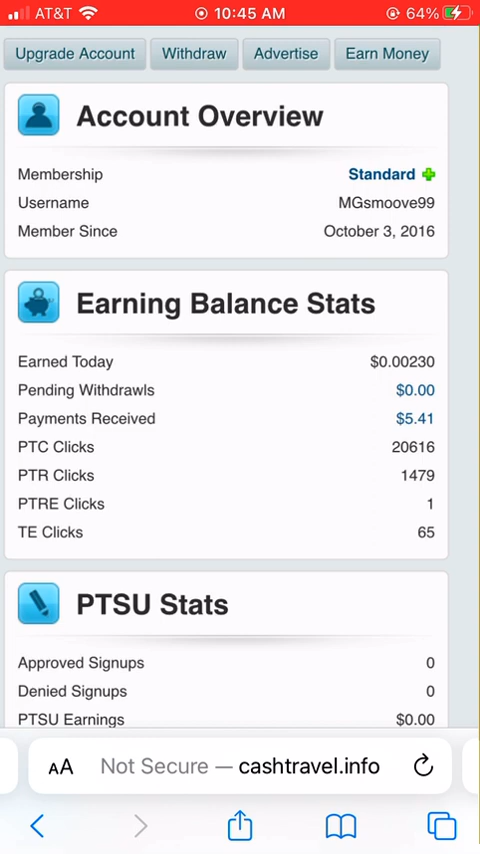 AT&T 10:45 AM 64%
Upgrade Account Withdraw Advertise Earn Money
Account Overview
Membership Standard
Username MGsmoove99
Member Since October 3, 2016
Earning Balance Stats
Earned Today $0.00230
Pending Withdrawls $0.00
Payments Received $5.41
PTC Clicks 20616
PTR Clicks 1479
PTRE Clicks 1
TE Clicks 65
PTSU Stats
Approved Signups 0
Denied Signups 0
PTSU Earnings $0.00
AA Not Secure — cashtravel.info